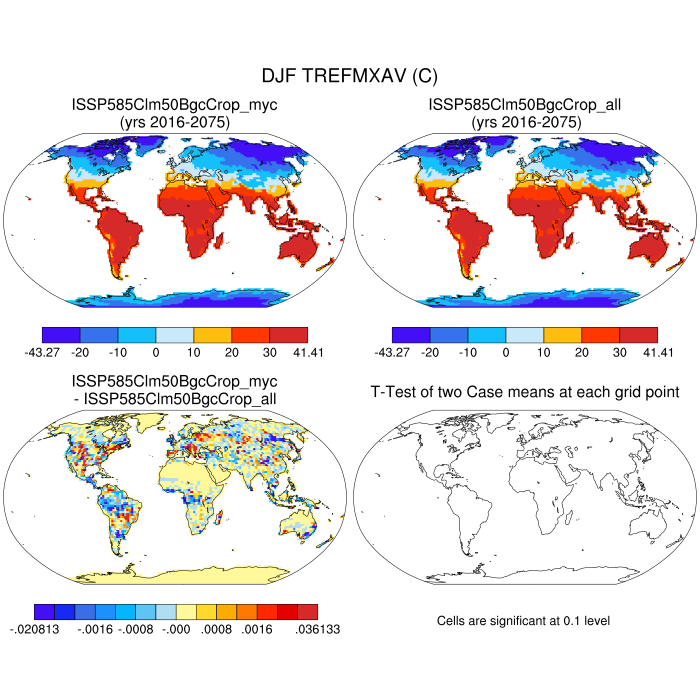 DJF TREFMXAV (C)
ISSP585Clm50BgcCrop_myc
(yrs 2016-2075)
ISSP585Clm50BgcCrop_all
(yrs 2016-2075)
-43.27 -20 -10 0 10 20 30 41.41
-43.27 -20 -10 0 10 20 30 41.41
ISSP585Clm50BgcCrop_myc
- ISSP585Clm50BgcCrop_all
T-Test of two Case means at each grid point
-.020813 -.0016 -.0008 -.000 .0008 .0016 .036133
Cells are significant at 0.1 level